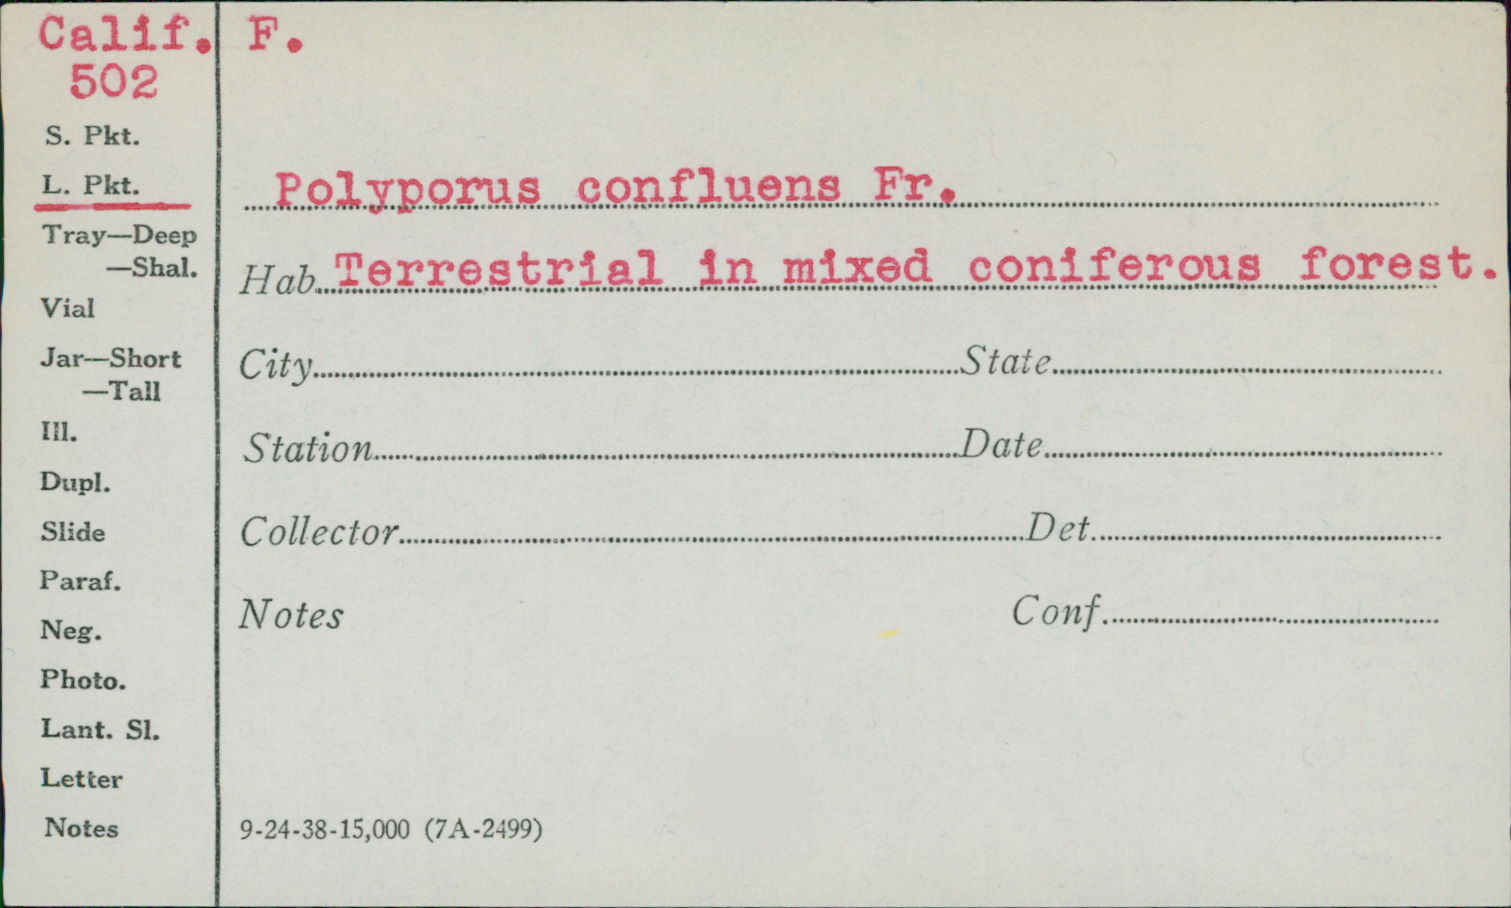 Calif. F.
502
S. Pkt.
L. Pkt.
Polyporus confluens Fr.
Tray—Deep
—Shal.
Hab. Terrestrial in mixed coniferous forest.
Vial
Jar—Short
—Tall
City State
Ill.
Station Date
Dupl.
Slide
Collector Det.
Paraf.
Neg.
Notes Conf.
Photo.
Lant. Sl.
Letter
Notes
9-24-38-15,000 (7A-2499)